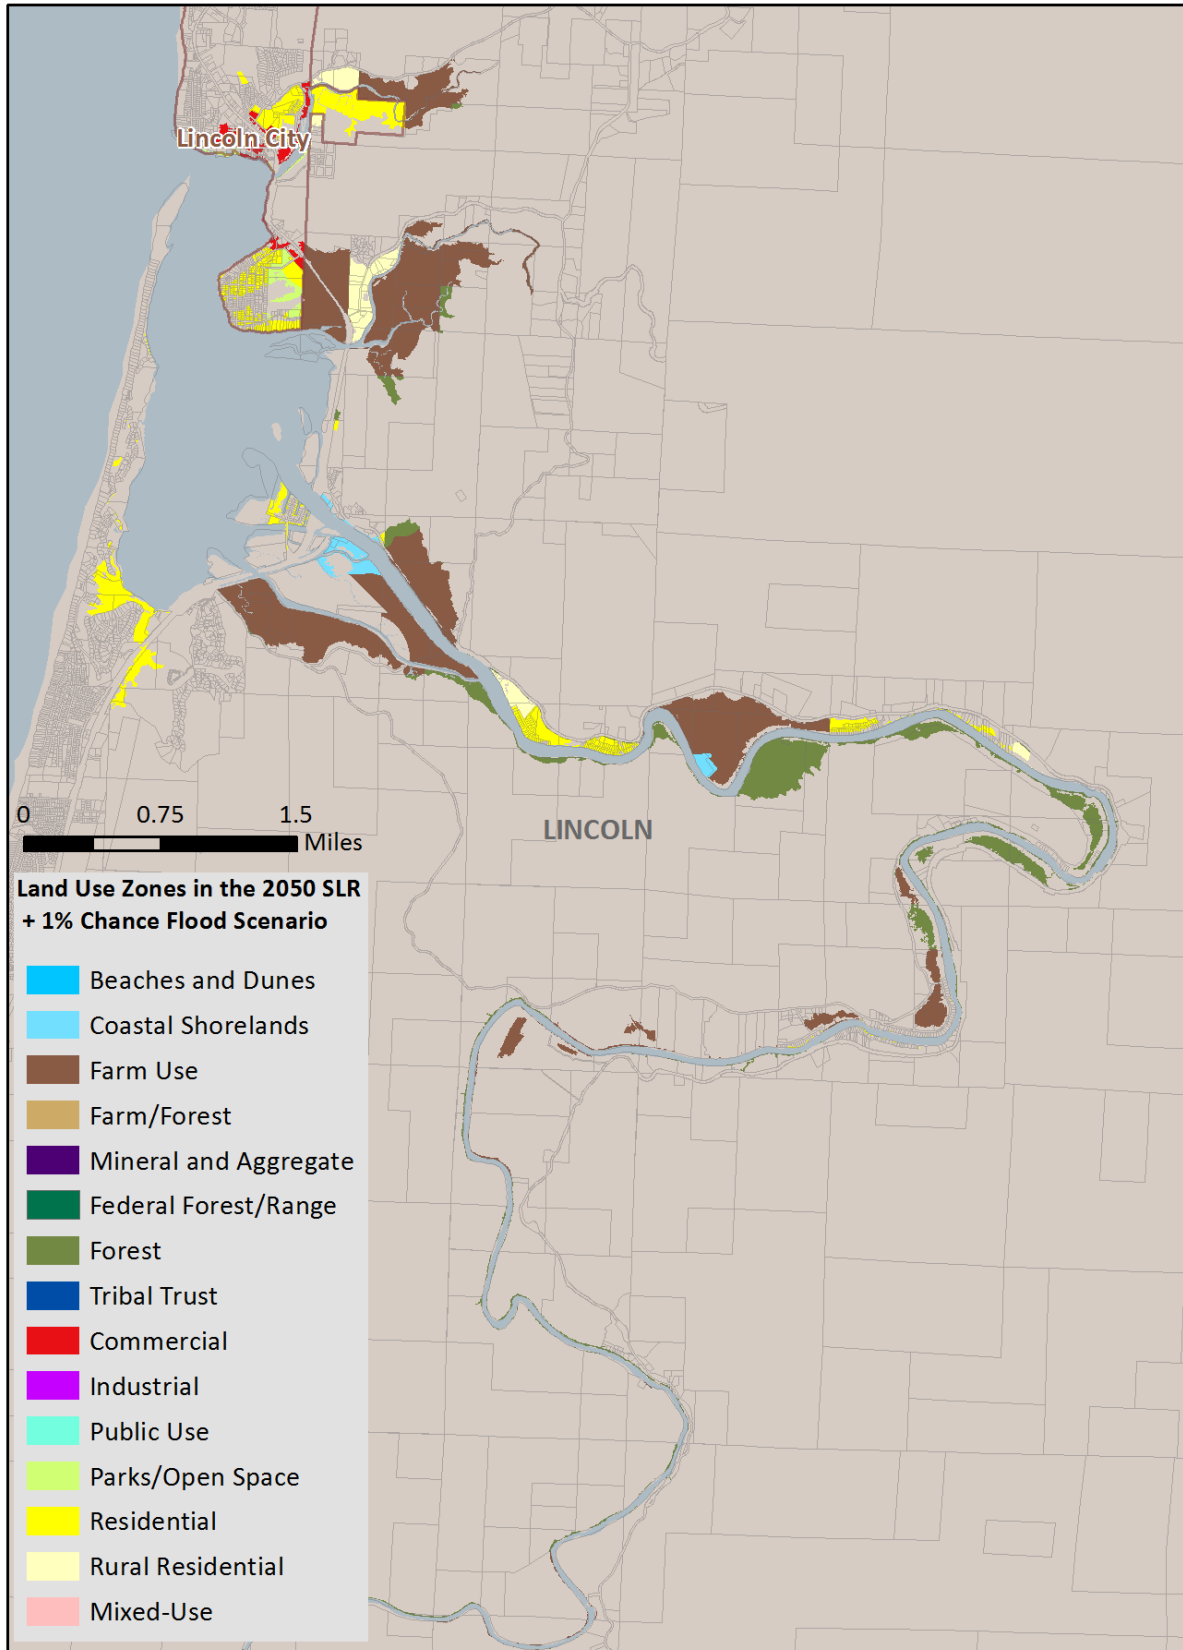 Lincoln City
0 0.75 1.5
Miles
LINCOLN
Land Use Zones in the 2050 SLR
+ 1% Chance Flood Scenario
Beaches and Dunes
Coastal Shorelands
Farm Use
Farm/Forest
Mineral and Aggregate
Federal Forest/Range
Forest
Tribal Trust
Commercial
Industrial
Public Use
Parks/Open Space
Residential
Rural Residential
Mixed-Use